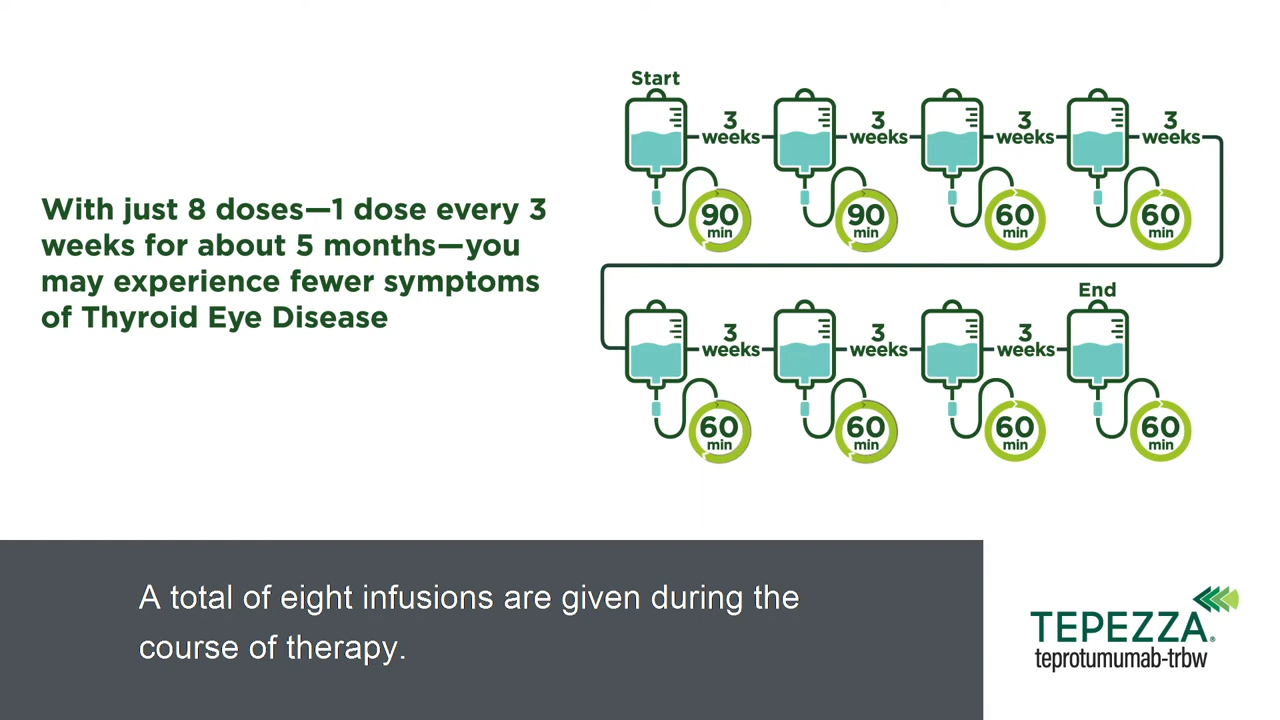 With just 8 doses—1 dose every 3
weeks for about 5 months—you
may experience fewer symptoms
of Thyroid Eye Disease
Start
3
weeks
3
weeks
3
weeks
3
weeks
90
min
90
min
60
min
60
min
End
3
weeks
3
weeks
3
weeks
60
min
60
min
60
min
60
min
A total of eight infusions are given during the
course of therapy.
TEPEZZA®
teprotumumab-trbw